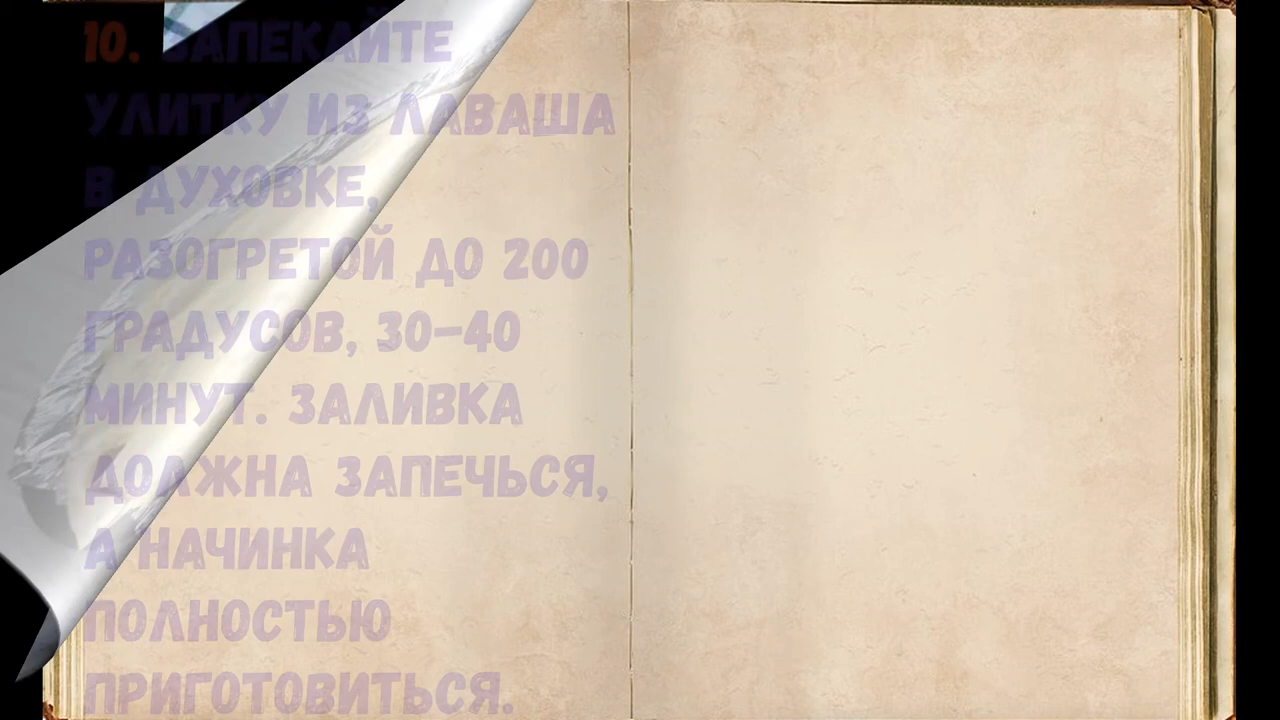 10. ЗАПЕКАЙТЕ
УЛИТКУ ИЗ ЛАВАША
В ДУХОВКЕ,
РАЗОГРЕТОЙ ДО 200
ГРАДУСОВ, 30-40
МИНУТ. ЗАЛИВКА
ДОЛЖНА ЗАПЕЧЬСЯ,
А НАЧИНКА
ПОЛНОСТЬЮ
ПРИГОТОВИТЬСЯ.